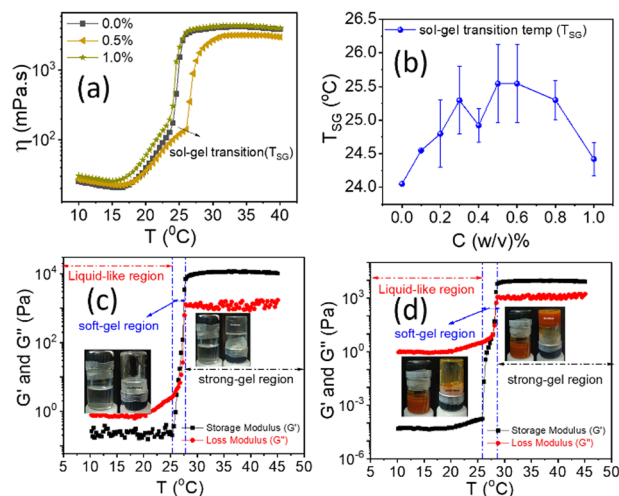 0.0%
0.5%
1.0%
(a)
sol-gel transition(T_SG)
η (mPa.s)
10³
10²
10 15 20 25 30 35 40
T (⁰C)
sol-gel transition temp (T_SG)
(b)
T_SG (⁰C)
26.5
26.0
25.5
25.0
24.5
24.0
0.0 0.2 0.4 0.6 0.8 1.0
C (w/v)%
Liquid-like region
(c)
soft-gel region
strong-gel region
Storage Modulus (G')
Loss Modulus (G")
G' and G" (Pa)
10⁴
10²
10⁰
5 10 15 20 25 30 35 40 45 50
T (⁰C)
Liquid-like region
(d)
soft-gel region
strong-gel region
Storage Modulus (G')
Loss Modulus (G")
G' and G" (Pa)
10³
10⁰
10⁻³
10⁻⁶
5 10 15 20 25 30 35 40 45 50
T (⁰C)